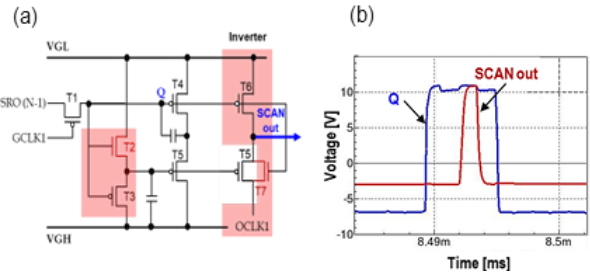 (a)
(b)
Inverter
VGL
Q
T4
T6
SRO (N-1)
T1
SCAN
out
GCLK1
T2
T5
T5
T7
T3
VGH
OCLK1
Voltage [V]
10
5
0
-5
-10
Q
SCAN out
8.49m
8.5m
Time [ms]